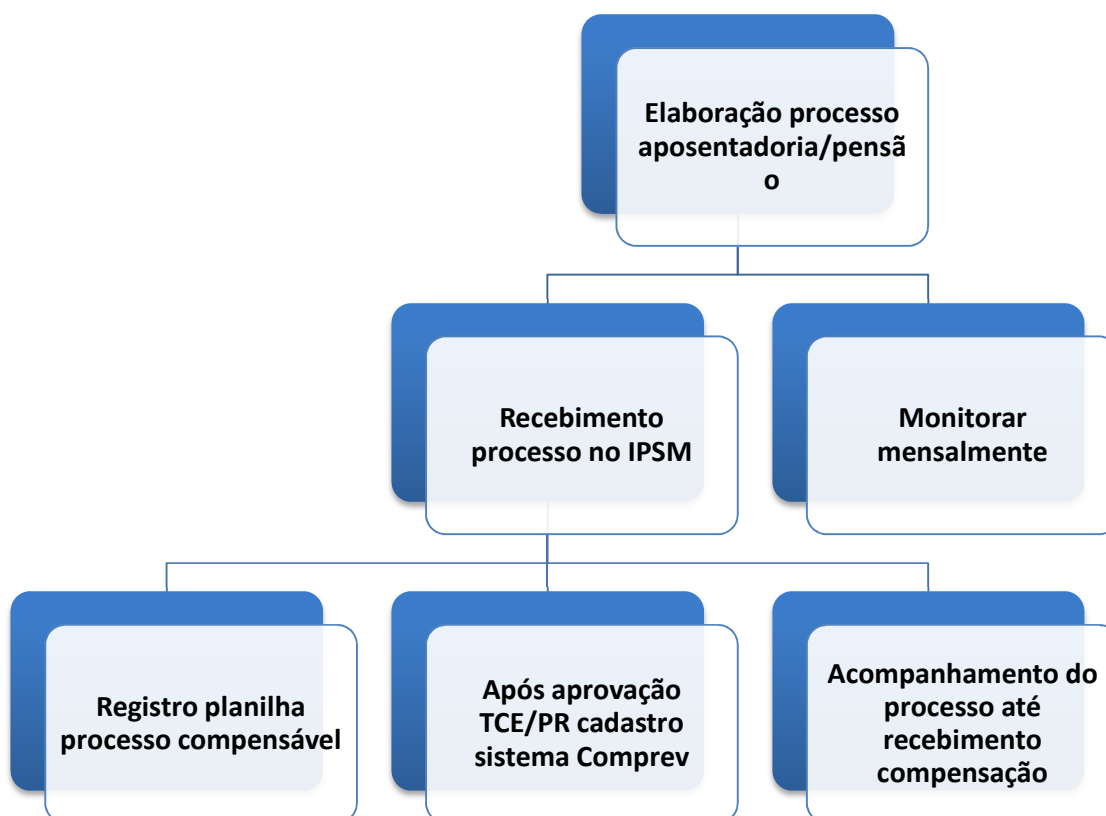 Elaboração processo
aposentadoria/pensã
o
Recebimento
processo no IPSM
Monitorar
mensalmente
Registro planilha
processo compensável
Após aprovação
TCE/PR cadastro
sistema Comprev
Acompanhamento do
processo até
recebimento
compensação